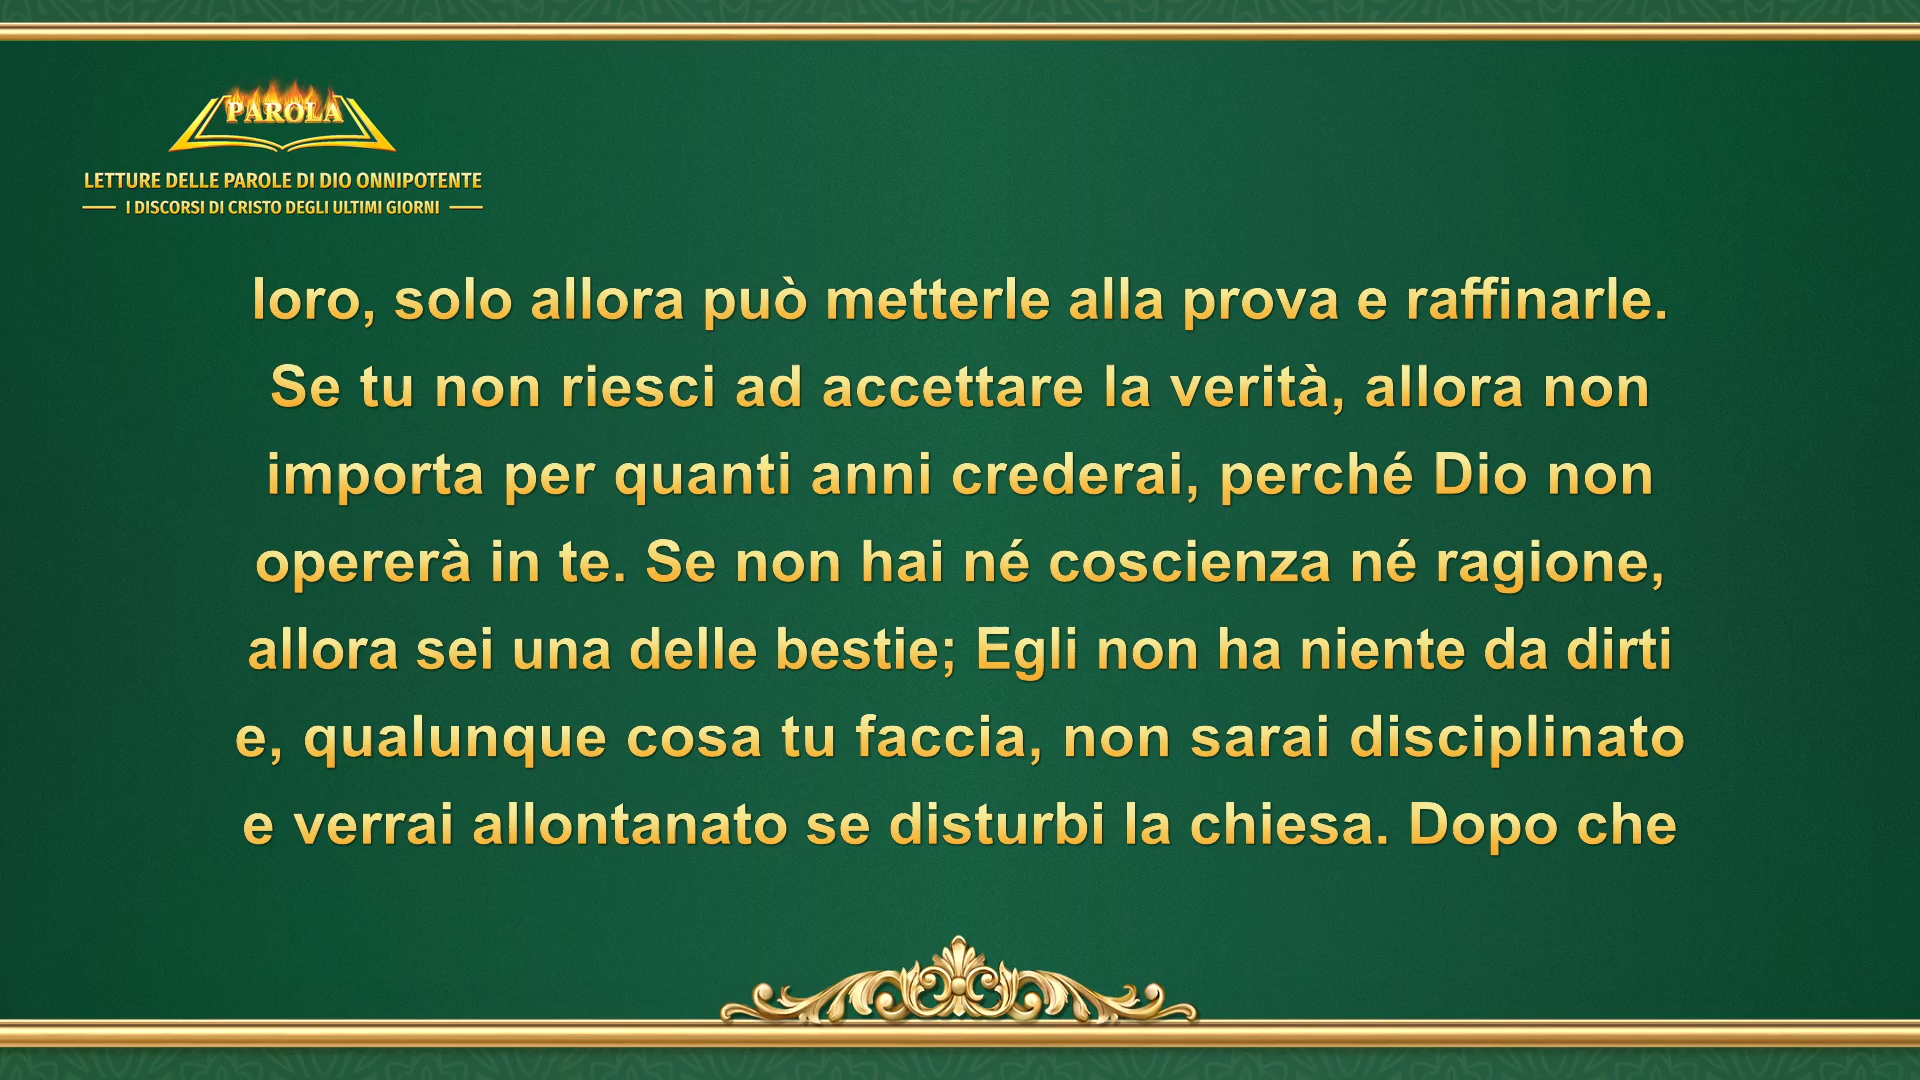 PAROLA
LETTURE DELLE PAROLE DI DIO ONNIPOTENTE
I DISCORSI DI CRISTO DEGLI ULTIMI GIORNI
loro, solo allora può metterle alla prova e raffinarle.
Se tu non riesci ad accettare la verità, allora non
importa per quanti anni crederai, perché Dio non
opererà in te. Se non hai né coscienza né ragione,
allora sei una delle bestie; Egli non ha niente da dirti
e, qualunque cosa tu faccia, non sarai disciplinato
e verrai allontanato se disturbi la chiesa. Dopo che